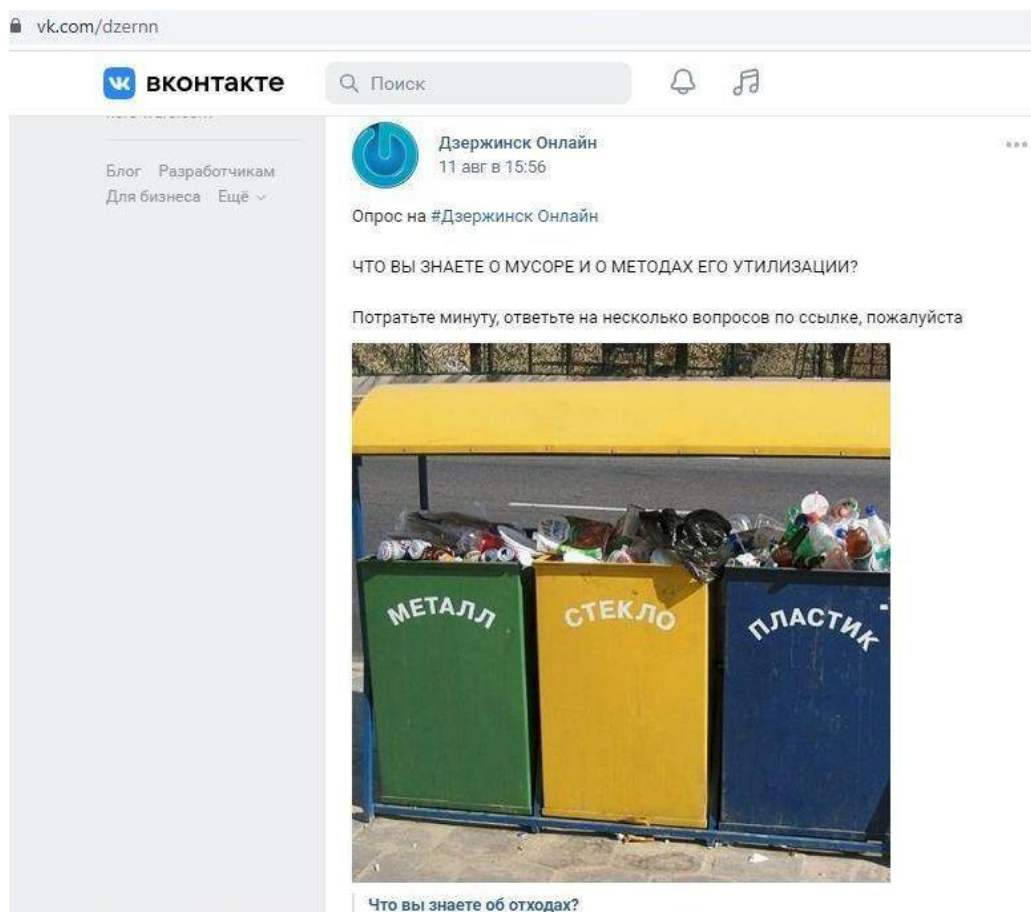 vk.com/dzernn
вконтакте
Поиск
Блог Разработчикам
Для бизнеса Ещё
Дзержинск Онлайн
11 авг в 15:56
Опрос на #Дзержинск Онлайн
ЧТО ВЫ ЗНАЕТЕ О МУСОРЕ И О МЕТОДАХ ЕГО УТИЛИЗАЦИИ?
Потратьте минуту, ответьте на несколько вопросов по ссылке, пожалуйста
МЕТАЛЛ
СТЕКЛО
ПЛАСТИК
Что вы знаете об отходах?